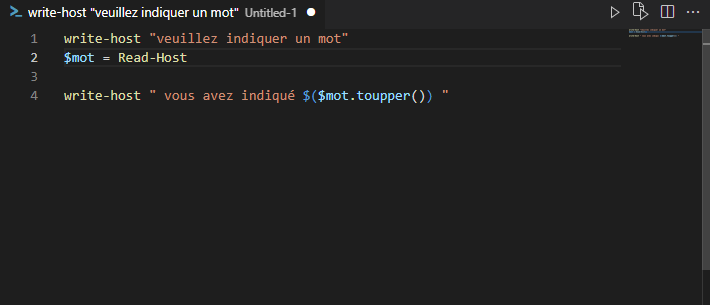 write-host "veuillez indiquer un mot" Untitled-1
1 write-host "veuillez indiquer un mot"
2 $mot = Read-Host
3
4 write-host " vous avez indiqué $($mot.toupper()) "